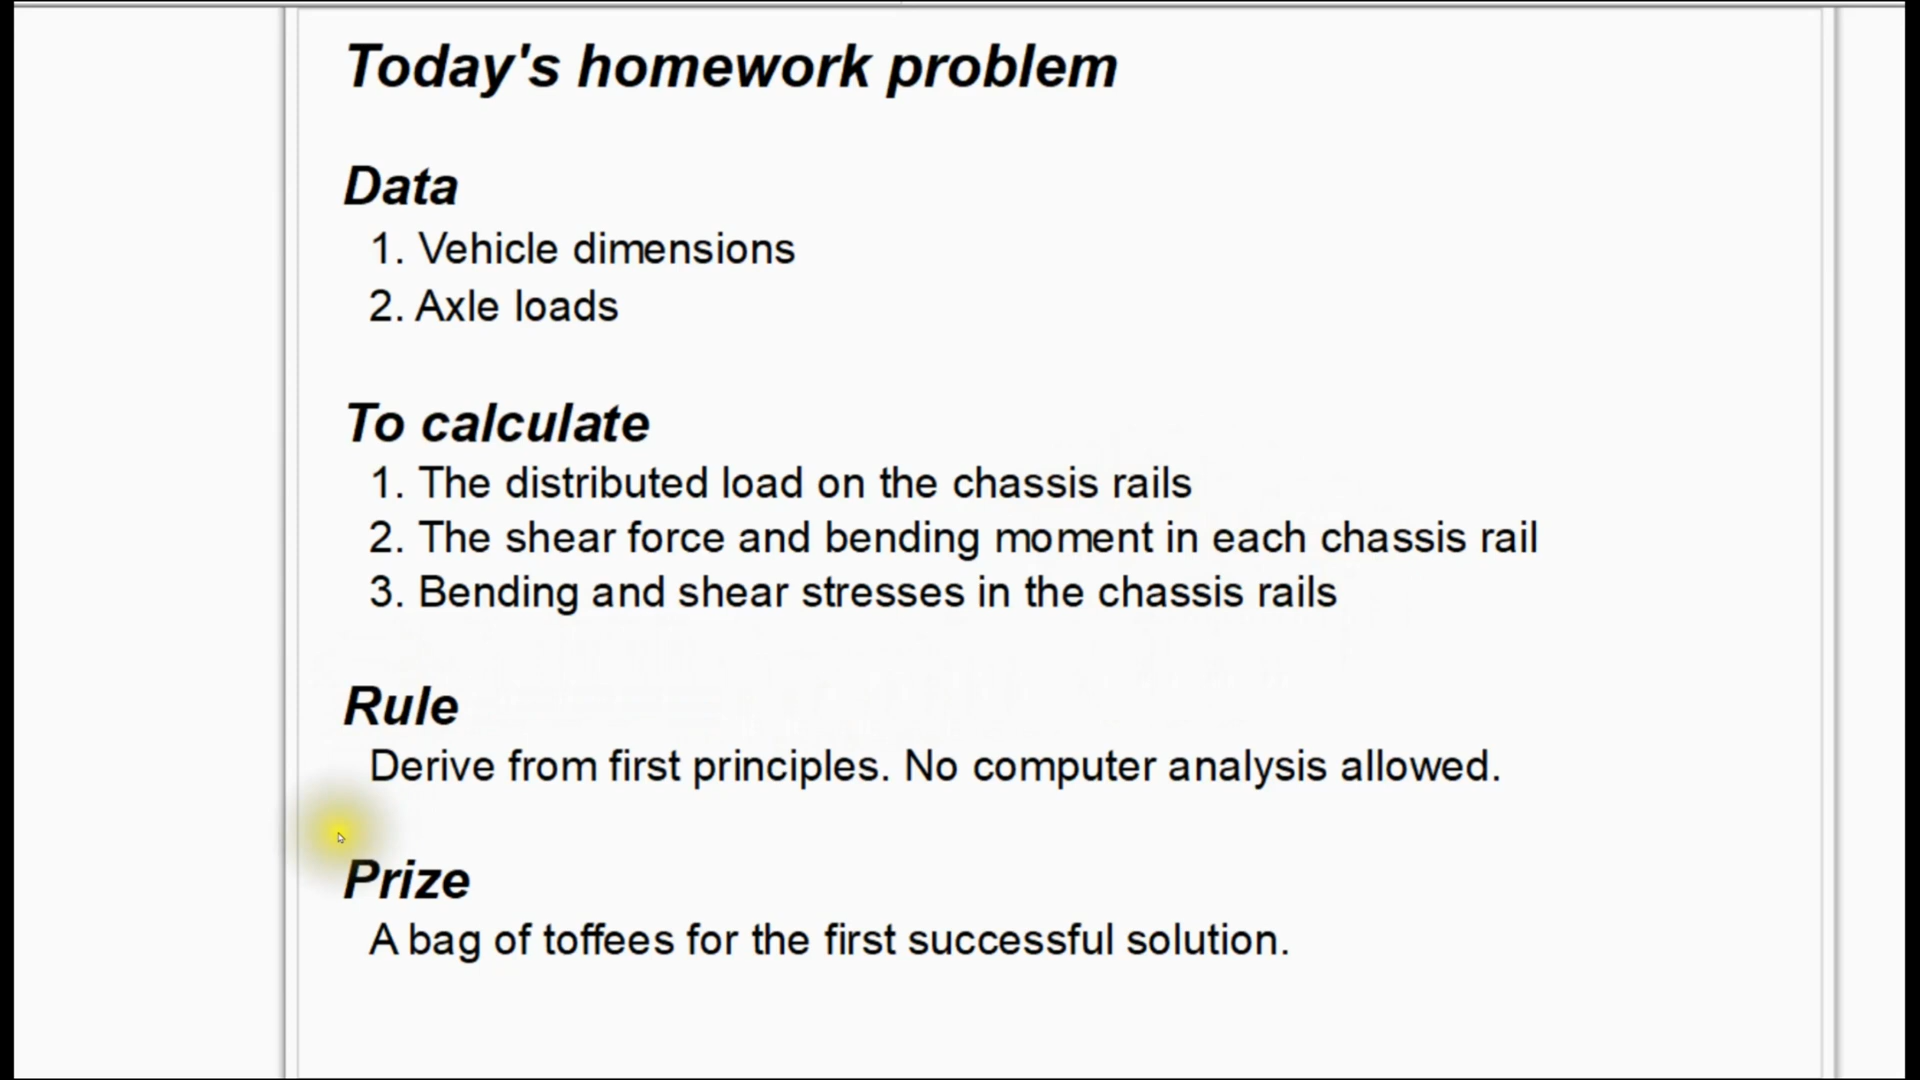 Today's homework problem
Data
1. Vehicle dimensions
2. Axle loads
To calculate
1. The distributed load on the chassis rails
2. The shear force and bending moment in each chassis rail
3. Bending and shear stresses in the chassis rails
Rule
Derive from first principles. No computer analysis allowed.
Prize
A bag of toffees for the first successful solution.